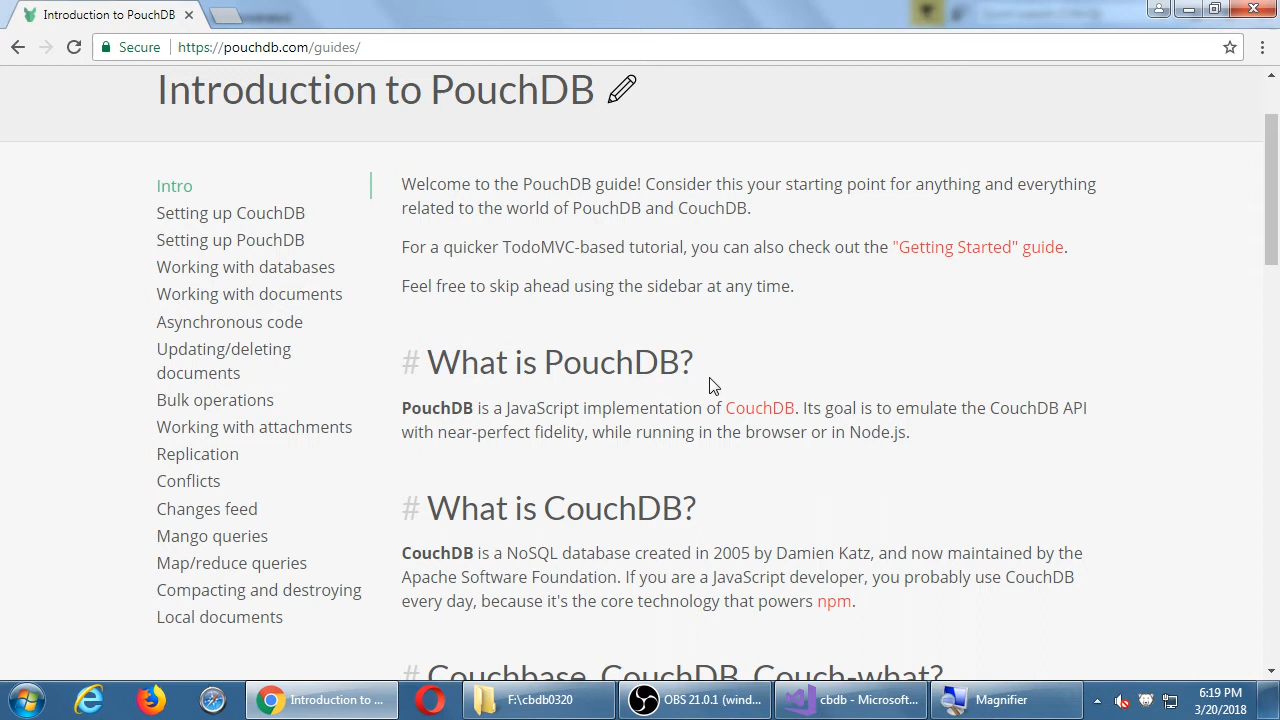 Introduction to PouchDB
Secure
https://pouchdb.com/guides/
Introduction to PouchDB
Intro
Setting up CouchDB
Setting up PouchDB
Working with databases
Working with documents
Asynchronous code
Updating/deleting
documents
Bulk operations
Working with attachments
Replication
Conflicts
Changes feed
Mango queries
Map/reduce queries
Compacting and destroying
Local documents
Welcome to the PouchDB guide! Consider this your starting point for anything and everything
related to the world of PouchDB and CouchDB.
For a quicker TodoMVC-based tutorial, you can also check out the "Getting Started" guide.
Feel free to skip ahead using the sidebar at any time.
# What is PouchDB?
PouchDB is a JavaScript implementation of CouchDB. Its goal is to emulate the CouchDB API
with near-perfect fidelity, while running in the browser or in Node.js.
# What is CouchDB?
CouchDB is a NoSQL database created in 2005 by Damien Katz, and now maintained by the
Apache Software Foundation. If you are a JavaScript developer, you probably use CouchDB
every day, because it's the core technology that powers npm.
# Couchbase, CouchDB, Couch-what?
Introduction to ...
F:\cbdb0320
OBS 21.0.1 (wind...
cbdb - Microsoft...
Magnifier
6:19 PM
3/20/2018